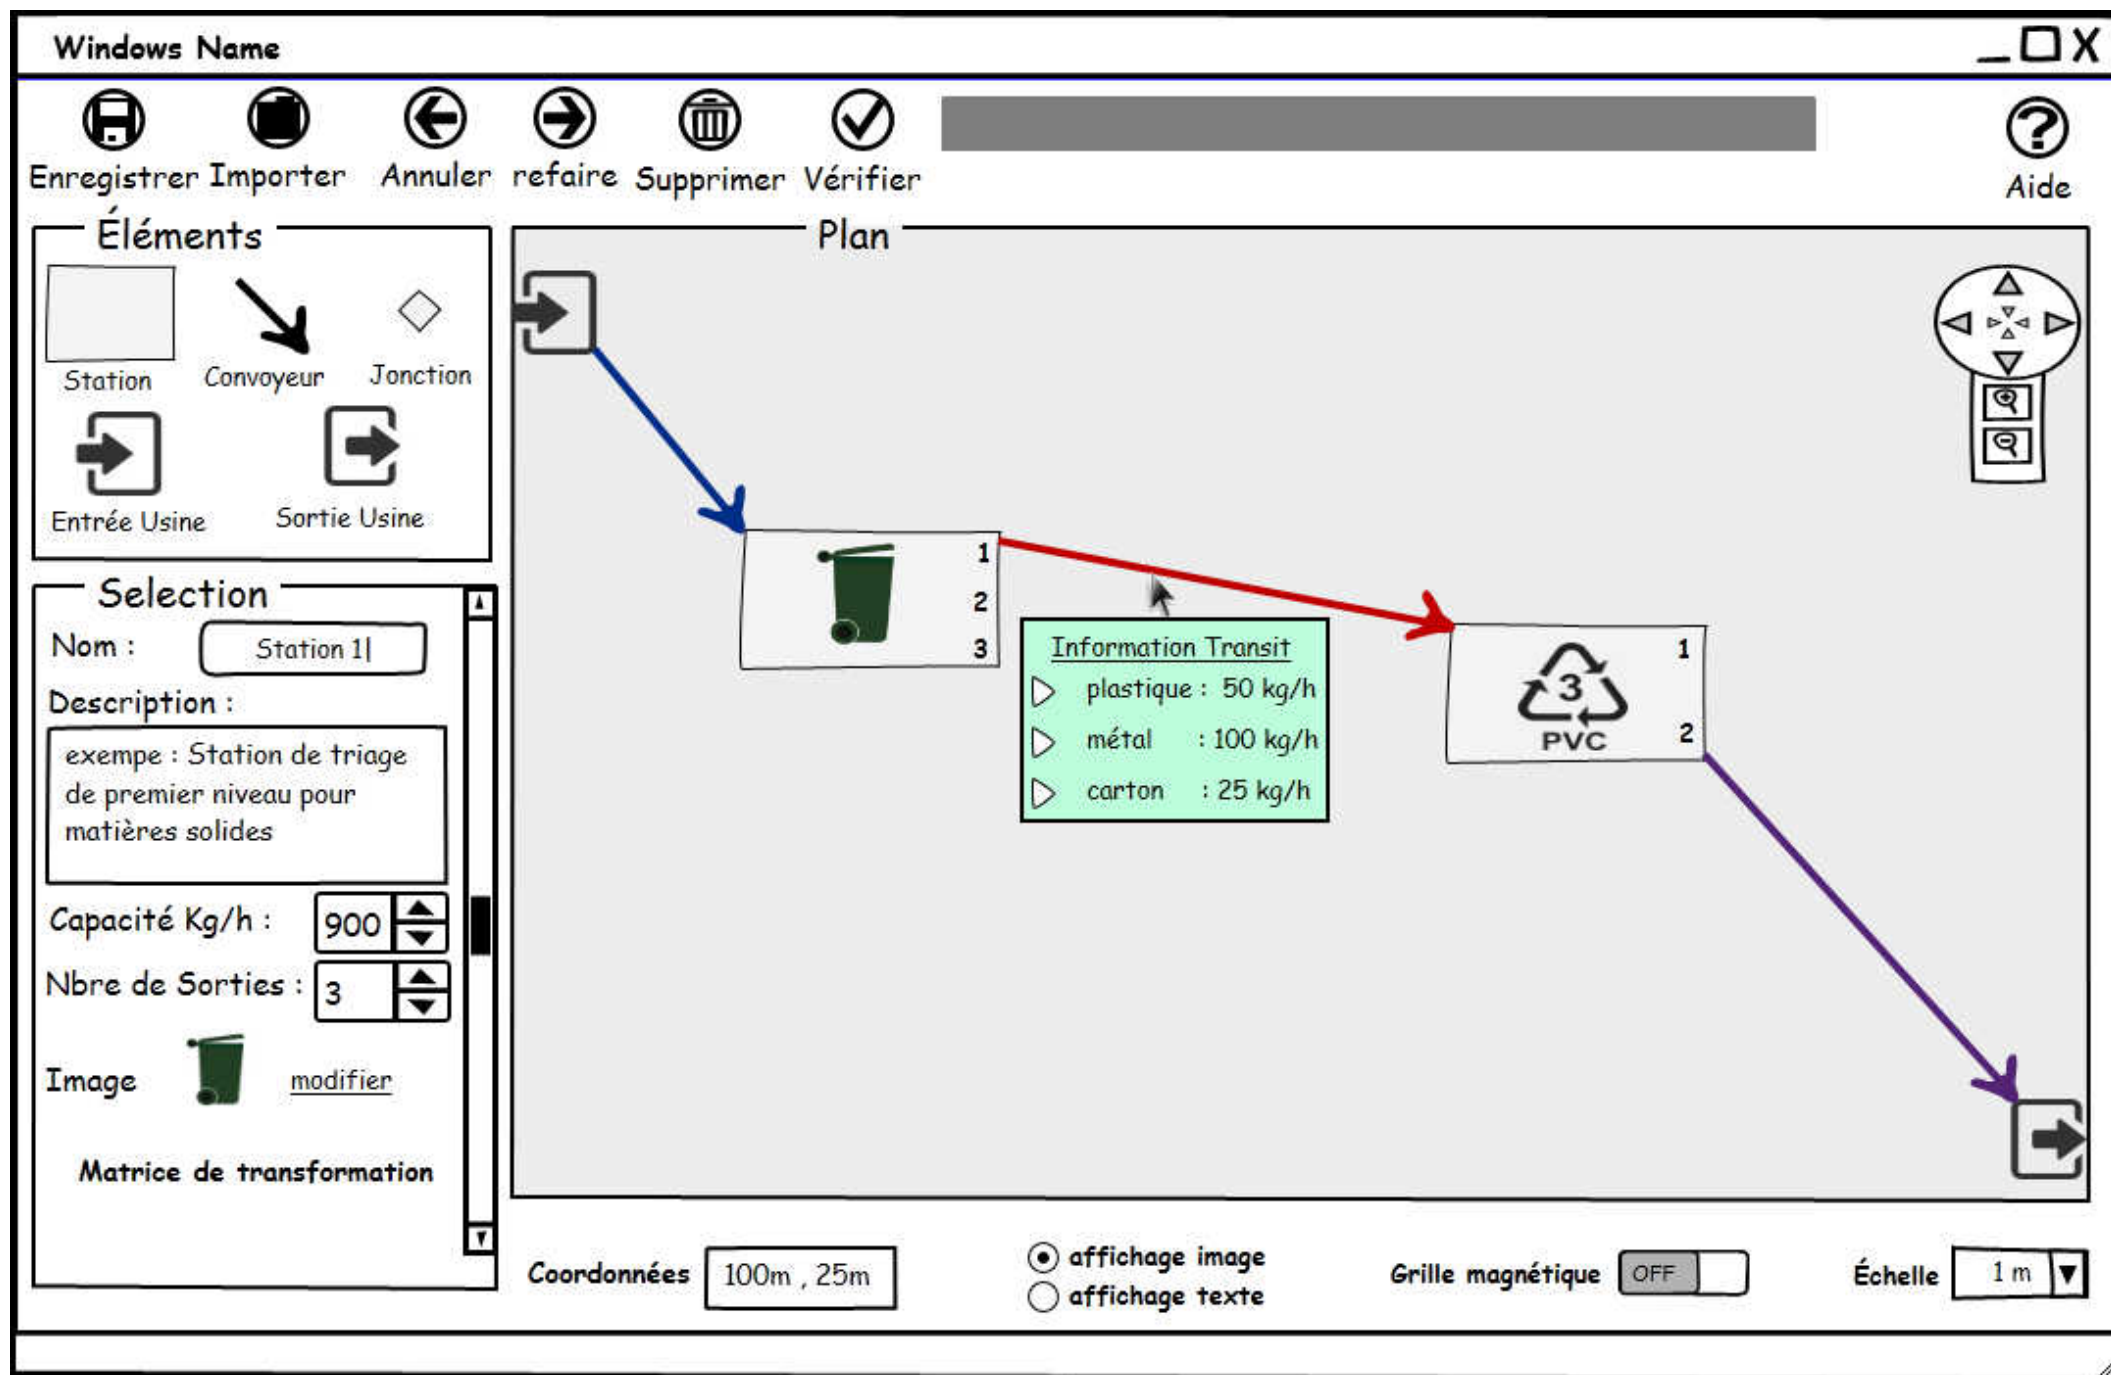 Windows Name
Enregistrer Importer Annuler refaire Supprimer Vérifier
Aide
Éléments
Station Convoyeur Jonction
Entrée Usine Sortie Usine
Selection
Nom : Station 1
Description :
exempe : Station de triage
de premier niveau pour
matières solides
Capacité Kg/h : 900
Nbre de Sorties : 3
Image modifier
Matrice de transformation
Plan
1
2
3
Information Transit
plastique : 50 kg/h
métal : 100 kg/h
carton : 25 kg/h
3
PVC
1
2
Coordonnées 100m , 25m
affichage image
affichage texte
Grille magnétique OFF
Échelle 1 m